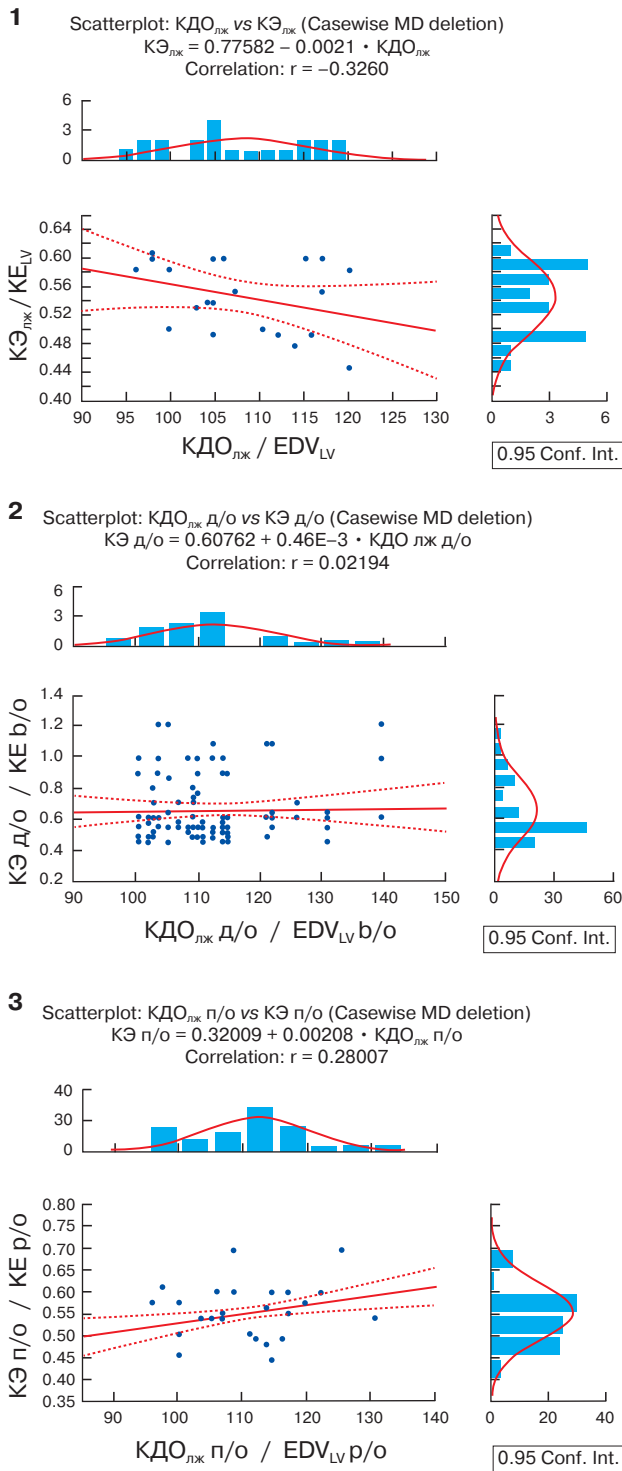 1
Scatterplot: КДОлж vs КЭлж (Casewise MD deletion)
КЭлж = 0.77582 – 0.0021 • КДОлж
Correlation: r = –0.3260
6
3
0
0.64
0.60
0.56
0.52
0.48
0.44
0.40
КЭлж / KELV
90 95 100 105 110 115 120 125 130
КДОлж / EDVLV
0 3 6
0.95 Conf. Int.
2
Scatterplot: КДОлж д/о vs КЭ д/о (Casewise MD deletion)
КЭ д/о = 0.60762 + 0.46E–3 • КДО лж д/о
Correlation: r = 0.02194
6
3
0
100 110 120 130 140 150
1.4
1.2
1.0
0.8
0.6
0.4
0.2
КЭ д/о / KE b/o
90 100 110 120 130 140 150
КДОлж д/о / EDVLV b/o
0 30 60
0.95 Conf. Int.
3
Scatterplot: КДОлж п/о vs КЭ п/о (Casewise MD deletion)
КЭ п/о = 0.32009 + 0.00208 • КДОлж п/о
Correlation: r = 0.28007
40
30
0
0.80
0.70
0.65
0.60
0.55
0.50
0.45
0.40
0.35
КЭ п/о / KE p/o
90 100 110 120 130 140
КДОлж п/о / EDVLV p/o
0 20 40
0.95 Conf. Int.